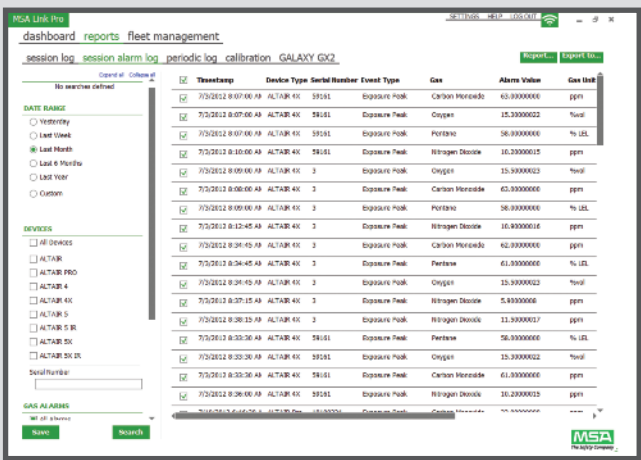 MSA Link Pro
SETTINGS HELP LOG OUT
dashboard reports fleet management
session log session alarm log periodic log calibration GALAXY GX2
Report... Export to...
Expand all Collapse all
No searches defined
DATE RANGE
Yesterday
Last Week
Last Month
Last 6 Months
Last Year
Custom
DEVICES
All Devices
ALTAIR
ALTAIR PRO
ALTAIR 4
ALTAIR 4X
ALTAIR 5
ALTAIR 5 IR
ALTAIR 5X
ALTAIR 5X IR
Serial Number
GAS ALARMS
All alarms
Save Search
Timestamp Device Type Serial Number Event Type Gas Alarm Value Gas Unit
7/3/2012 8:07:00 AM ALTAIR 4X 59161 Exposure Peak Carbon Monoxide 63.00000000 ppm
7/3/2012 8:07:00 AM ALTAIR 4X 59161 Exposure Peak Oxygen 15.30000022 %vol
7/3/2012 8:07:00 AM ALTAIR 4X 59161 Exposure Peak Pentane 58.00000000 % LEL
7/3/2012 8:10:00 AM ALTAIR 4X 59161 Exposure Peak Nitrogen Dioxide 10.20000015 ppm
7/3/2012 8:09:00 AM ALTAIR 4X 3 Exposure Peak Oxygen 15.50000023 %vol
7/3/2012 8:08:00 AM ALTAIR 4X 3 Exposure Peak Carbon Monoxide 63.00000000 ppm
7/3/2012 8:09:00 AM ALTAIR 4X 3 Exposure Peak Pentane 58.00000000 % LEL
7/3/2012 8:12:45 AM ALTAIR 4X 3 Exposure Peak Nitrogen Dioxide 10.90000016 ppm
7/3/2012 8:34:45 AM ALTAIR 4X 3 Exposure Peak Carbon Monoxide 62.00000000 ppm
7/3/2012 8:34:45 AM ALTAIR 4X 3 Exposure Peak Pentane 61.00000000 % LEL
7/3/2012 8:34:45 AM ALTAIR 4X 3 Exposure Peak Oxygen 15.50000023 %vol
7/3/2012 8:37:15 AM ALTAIR 4X 3 Exposure Peak Nitrogen Dioxide 5.90000008 ppm
7/3/2012 8:38:15 AM ALTAIR 4X 3 Exposure Peak Nitrogen Dioxide 11.50000017 ppm
7/3/2012 8:33:30 AM ALTAIR 4X 59161 Exposure Peak Pentane 58.00000000 % LEL
7/3/2012 8:33:30 AM ALTAIR 4X 59161 Exposure Peak Oxygen 15.30000022 %vol
7/3/2012 8:33:30 AM ALTAIR 4X 59161 Exposure Peak Carbon Monoxide 61.00000000 ppm
7/3/2012 8:36:00 AM ALTAIR 4X 59161 Exposure Peak Nitrogen Dioxide 10.20000015 ppm
MSA
The Safety Company